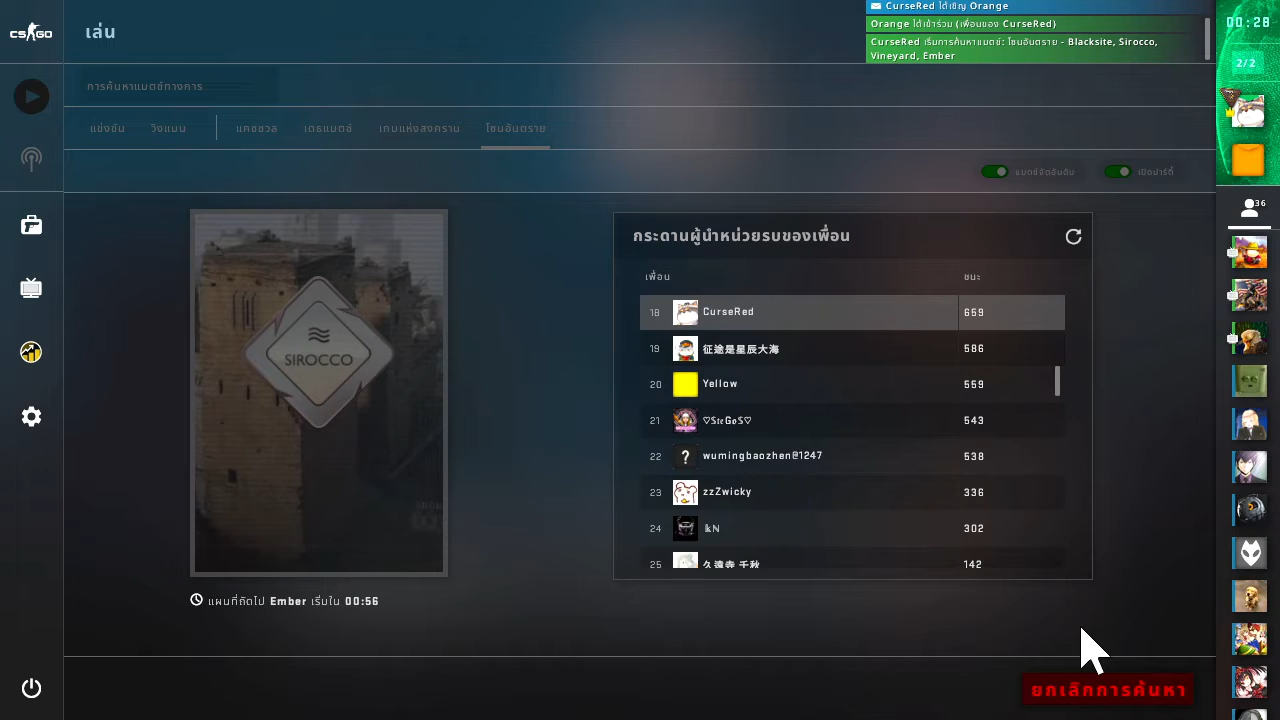 CS:GO
เล่น
CurseRed ได้เชิญ Orange
Orange ได้เข้าร่วม (เพื่อนของ CurseRed)
CurseRed เริ่มการค้นหาแมตช์: โซนอันตราย - Blacksite, Sirocco,
Vineyard, Ember
00:28
2/2
การค้นหาแมตช์ทางการ
แข่งขัน
วิงแมน
แคชชวล
เดธแมตช์
เกมแห่งสงคราม
โซนอันตราย
แมตช์จัดอันดับ
เปิดปาร์ตี้
36
SIROCCO
กระดานผู้นำหน่วยรบของเพื่อน
เพื่อน ชนะ
18 CurseRed 659
19 征途是星辰大海 586
20 Yellow 559
21 ♡𝕊𝕥𝕖𝔾𝕠𝕊♡ 543
22 wumingbaozhen@1247 538
23 zzZwicky 336
24 𝕜ℕ 302
25 久遠寺 千秋 142
แผนที่ถัดไป Ember เริ่มใน 00:56
ยกเลิกการค้นหา